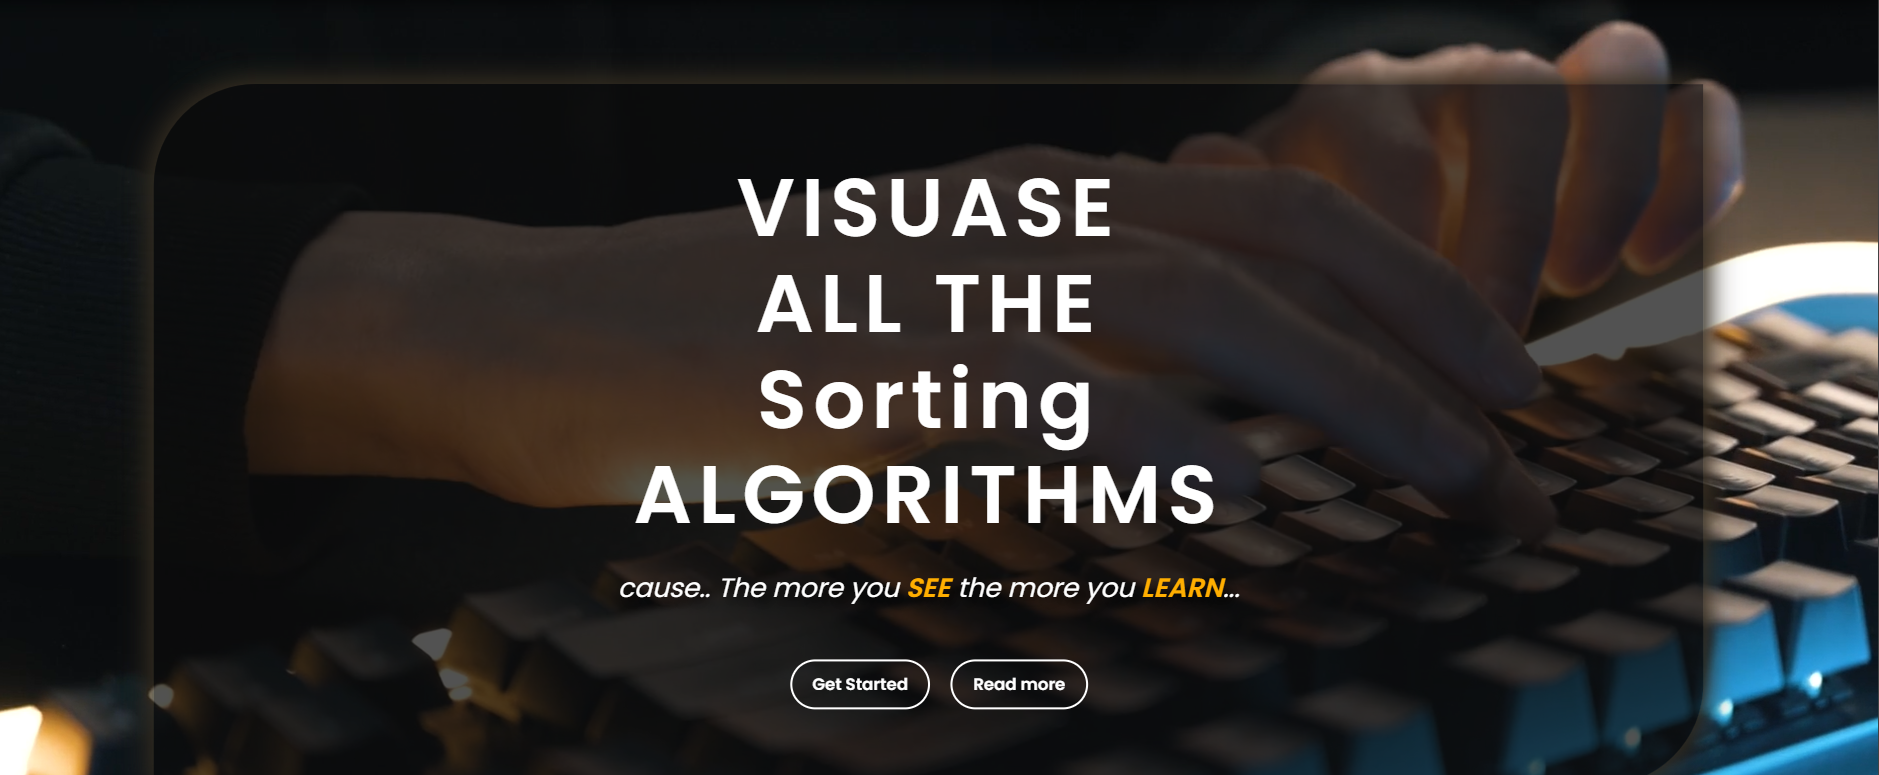 VISUASE
ALL THE
Sorting
ALGORITHMS
cause.. The more you SEE the more you LEARN...
Get Started
Read more